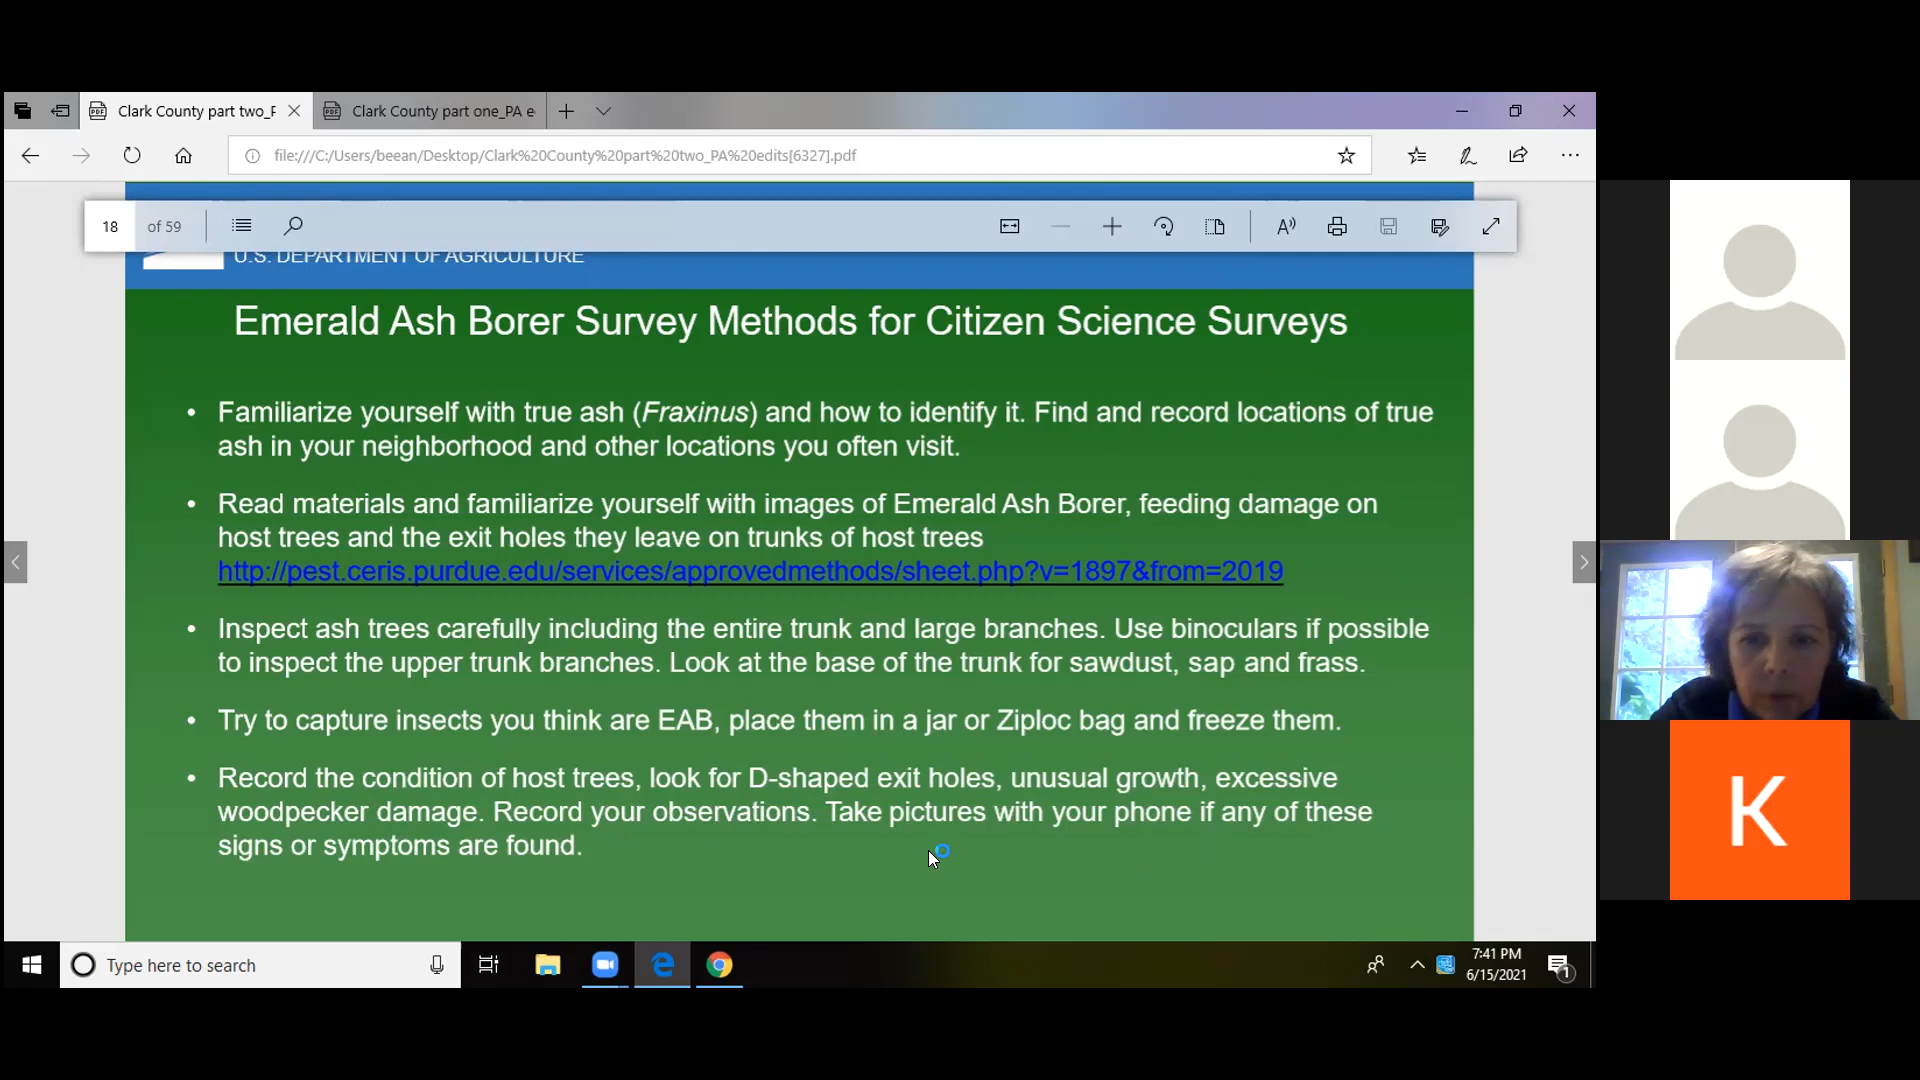 Clark County part two_F
Clark County part one_PA e
file:///C:/Users/beean/Desktop/Clark%20County%20part%20two_PA%20edits[6327].pdf
18 of 59
U.S. DEPARTMENT OF AGRICULTURE
Emerald Ash Borer Survey Methods for Citizen Science Surveys
• Familiarize yourself with true ash (Fraxinus) and how to identify it. Find and record locations of true
ash in your neighborhood and other locations you often visit.
• Read materials and familiarize yourself with images of Emerald Ash Borer, feeding damage on
host trees and the exit holes they leave on trunks of host trees
http://pest.ceris.purdue.edu/services/approvedmethods/sheet.php?v=1897&from=2019
• Inspect ash trees carefully including the entire trunk and large branches. Use binoculars if possible
to inspect the upper trunk branches. Look at the base of the trunk for sawdust, sap and frass.
• Try to capture insects you think are EAB, place them in a jar or Ziploc bag and freeze them.
• Record the condition of host trees, look for D-shaped exit holes, unusual growth, excessive
woodpecker damage. Record your observations. Take pictures with your phone if any of these
signs or symptoms are found.
K
Type here to search
7:41 PM
6/15/2021
1